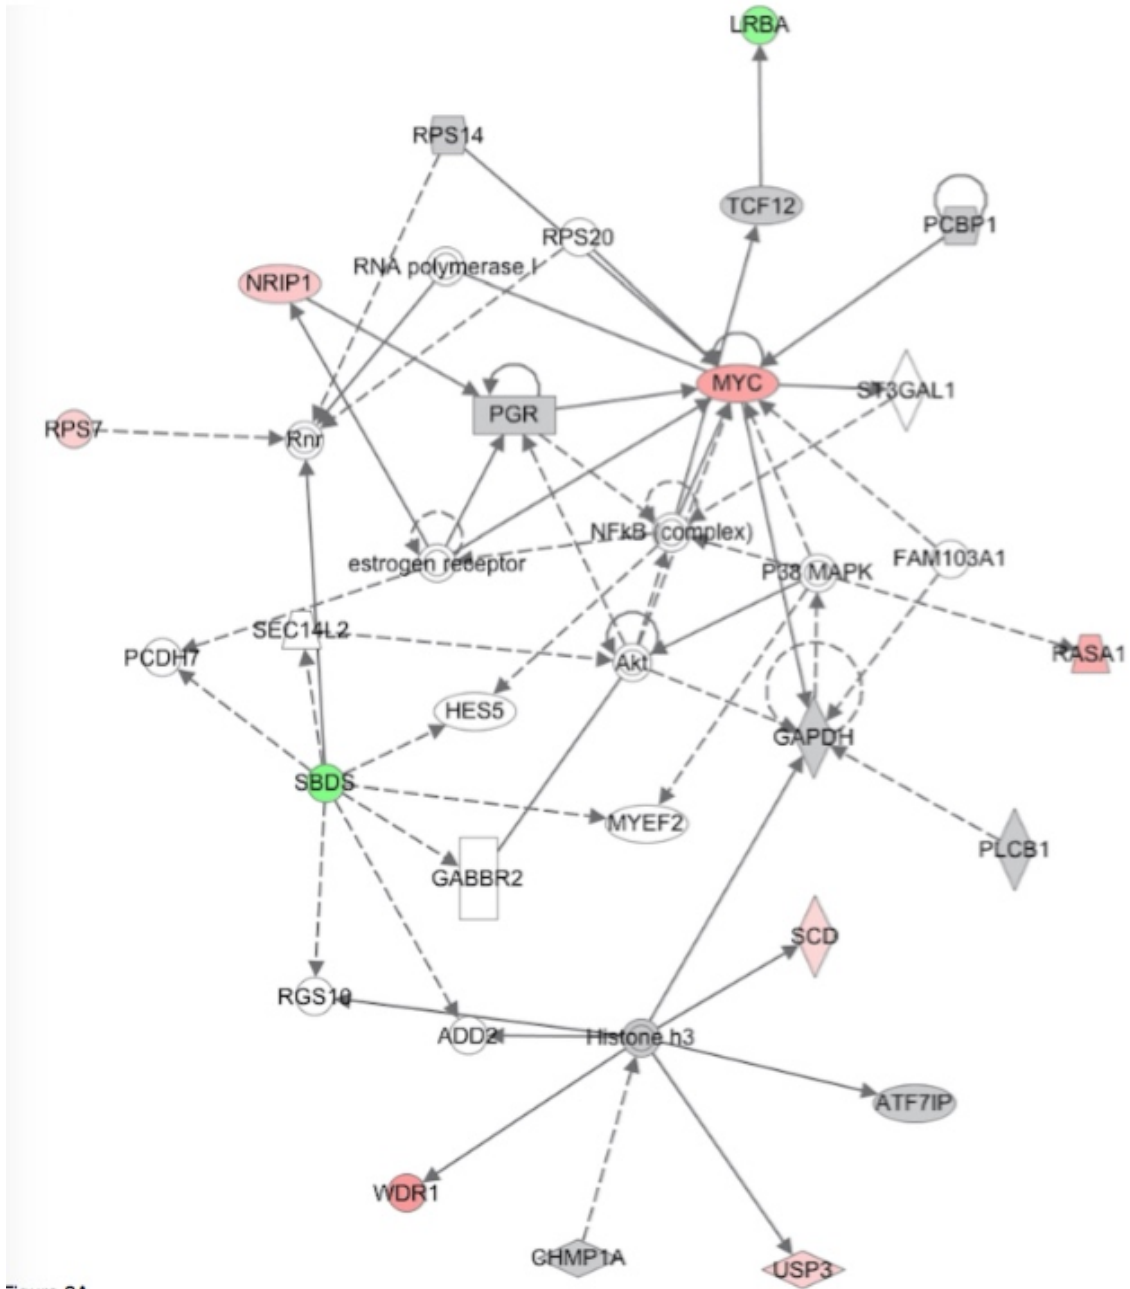 LRBA
RPS14
TCF12
PCBP1
RPS20
RNA polymerase I
NRIP1
MYC
ST3GAL1
PGR
RPS7
Rnr
NFkB (complex)
estrogen receptor
P38 MAPK
FAM103A1
SEC14L2
PCDH7
Akt
RASA1
HES5
GAPDH
SBDS
MYEF2
PLCB1
GABBR2
SCD
RGS10
ADD2
Histone h3
ATF7IP
WDR1
CHMP1A
USP3